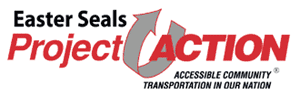 Easter Seals
Project ACTION
ACCESSIBLE COMMUNITY
TRANSPORTATION IN OUR NATION ®